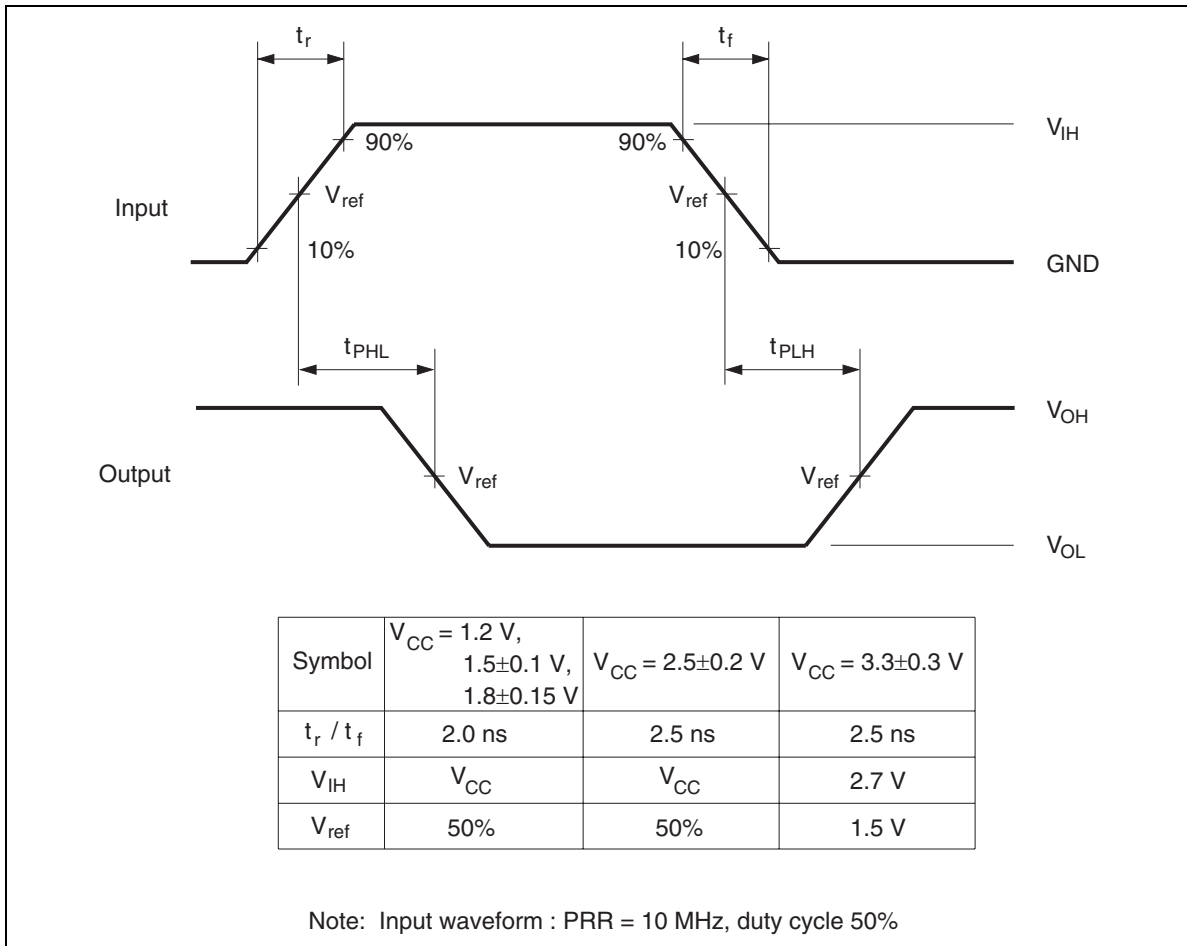 tr tf
90% 90% VIH
Input Vref Vref
10% 10% GND
tPHL tPLH
VOH
Output Vref Vref
VOL
Symbol VCC = 1.2 V, 1.5±0.1 V, 1.8±0.15 V VCC = 2.5±0.2 V VCC = 3.3±0.3 V
tr / tf 2.0 ns 2.5 ns 2.5 ns
VIH VCC VCC 2.7 V
Vref 50% 50% 1.5 V
Note: Input waveform : PRR = 10 MHz, duty cycle 50%